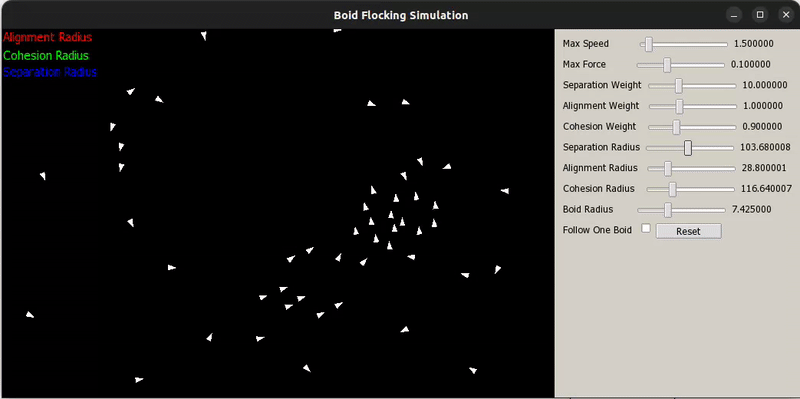 Boid Flocking Simulation
Alignment Radius
Cohesion Radius
Separation Radius
Max Speed 1.500000
Max Force 0.100000
Separation Weight 10.000000
Alignment Weight 1.000000
Cohesion Weight 0.900000
Separation Radius 103.680008
Alignment Radius 28.800001
Cohesion Radius 116.640007
Boid Radius 7.425000
Follow One Boid Reset